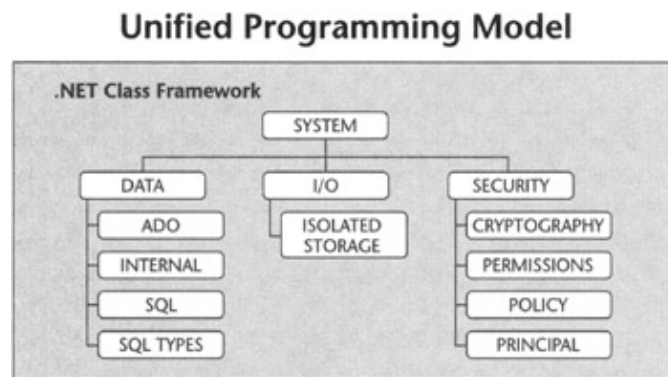 Unified Programming Model
.NET Class Framework
SYSTEM
DATA
I/O
SECURITY
ADO
ISOLATED
STORAGE
CRYPTOGRAPHY
INTERNAL
PERMISSIONS
SQL
POLICY
SQL TYPES
PRINCIPAL